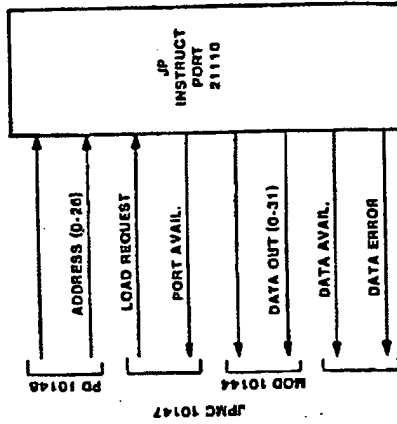 JP
INSTRUCT
PORT
21110
ADDRESS (0-26)
LOAD REQUEST
PORT AVAIL.
DATA OUT (0-31)
DATA AVAIL.
DATA ERROR
PD 10148
MOD 10144
JPMC 10147